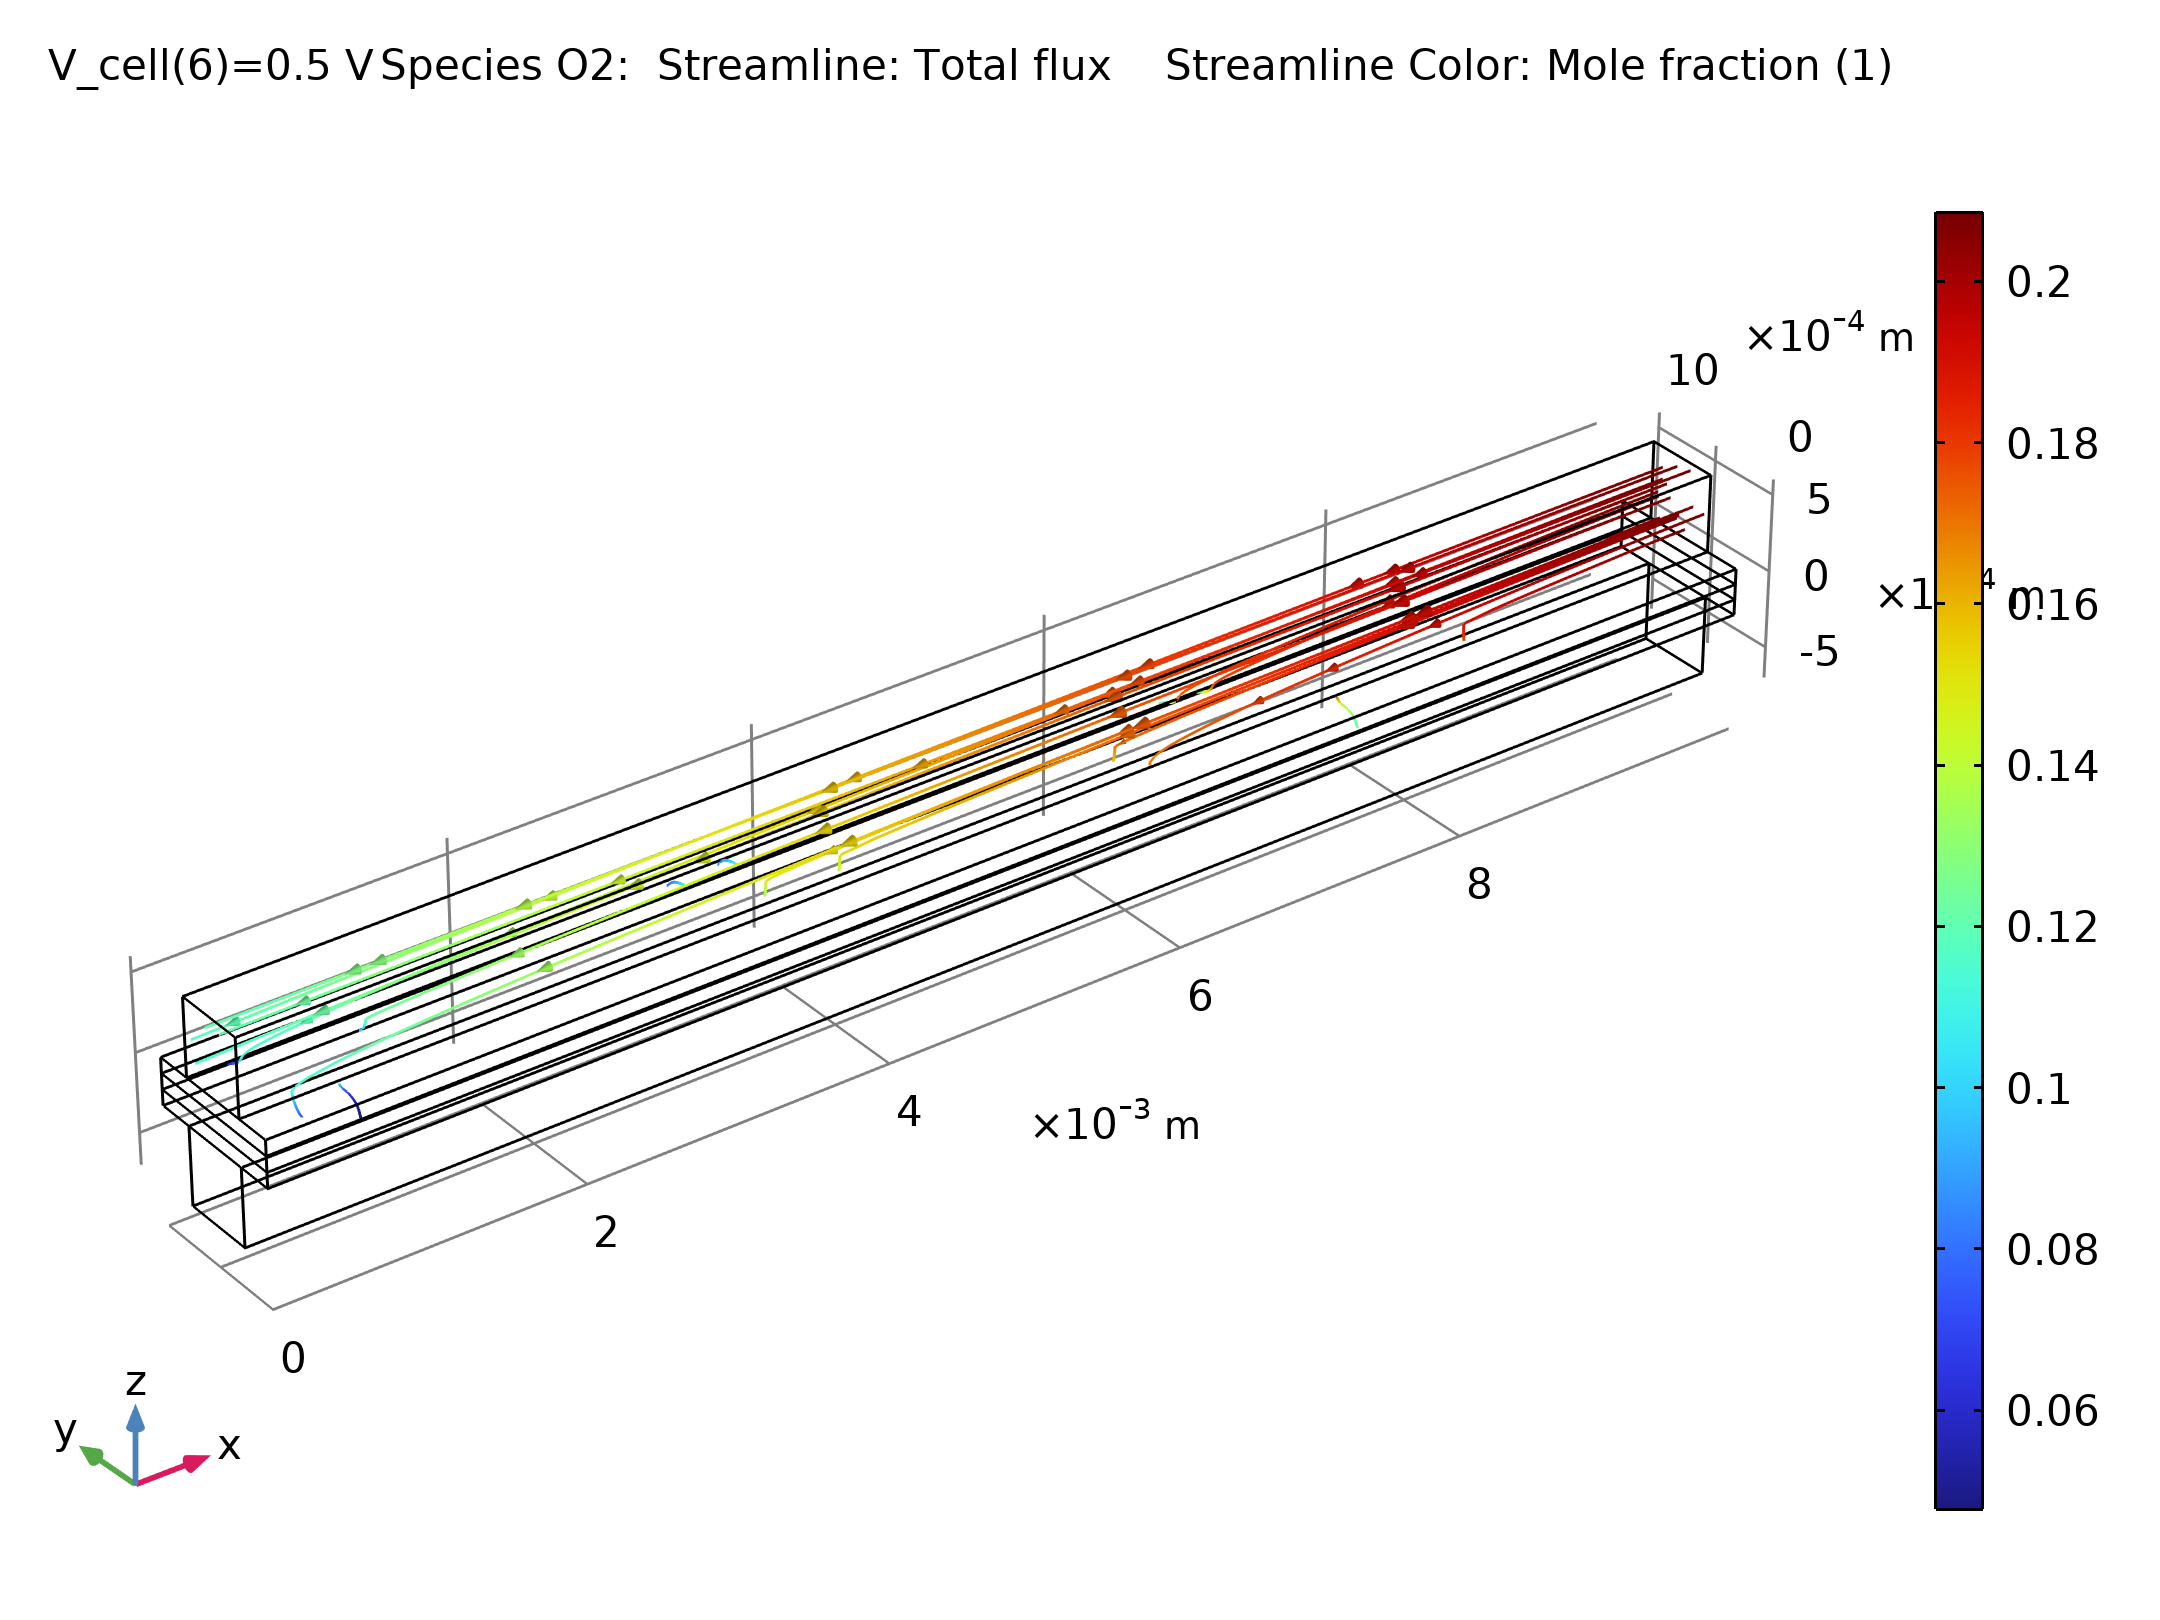 V_cell(6)=0.5 V Species O2: Streamline: Total flux Streamline Color: Mole fraction (1)
×10⁻⁴ m
10
0
5
0
-5
×1 4 m
8
6
4
×10⁻³ m
2
0
0.2
0.18
0.16
0.14
0.12
0.1
0.08
0.06
z
y
x